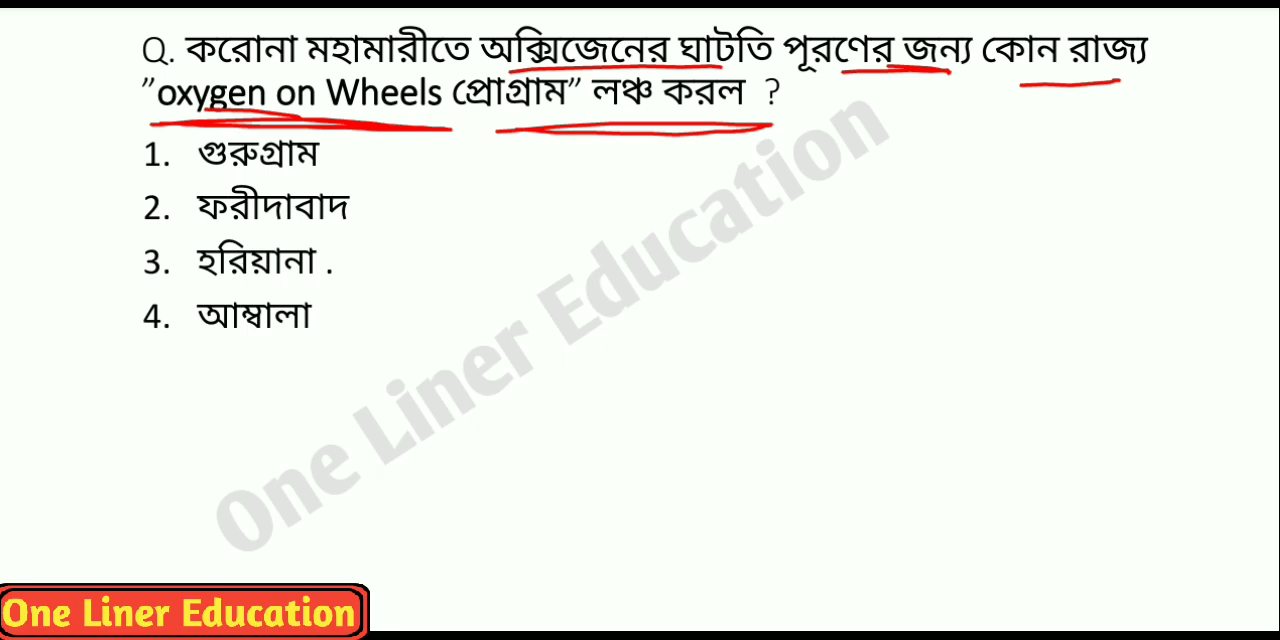 Q. করোনা মহামারীতে অক্সিজেনের ঘাটতি পূরণের জন্য কোন রাজ্য
”oxygen on Wheels প্রোগ্রাম” লঞ্চ করল ?
1. গুরুগ্রাম
2. ফরীদাবাদ
3. হরিয়ানা .
4. আম্বালা
One Liner Education
One Liner Education